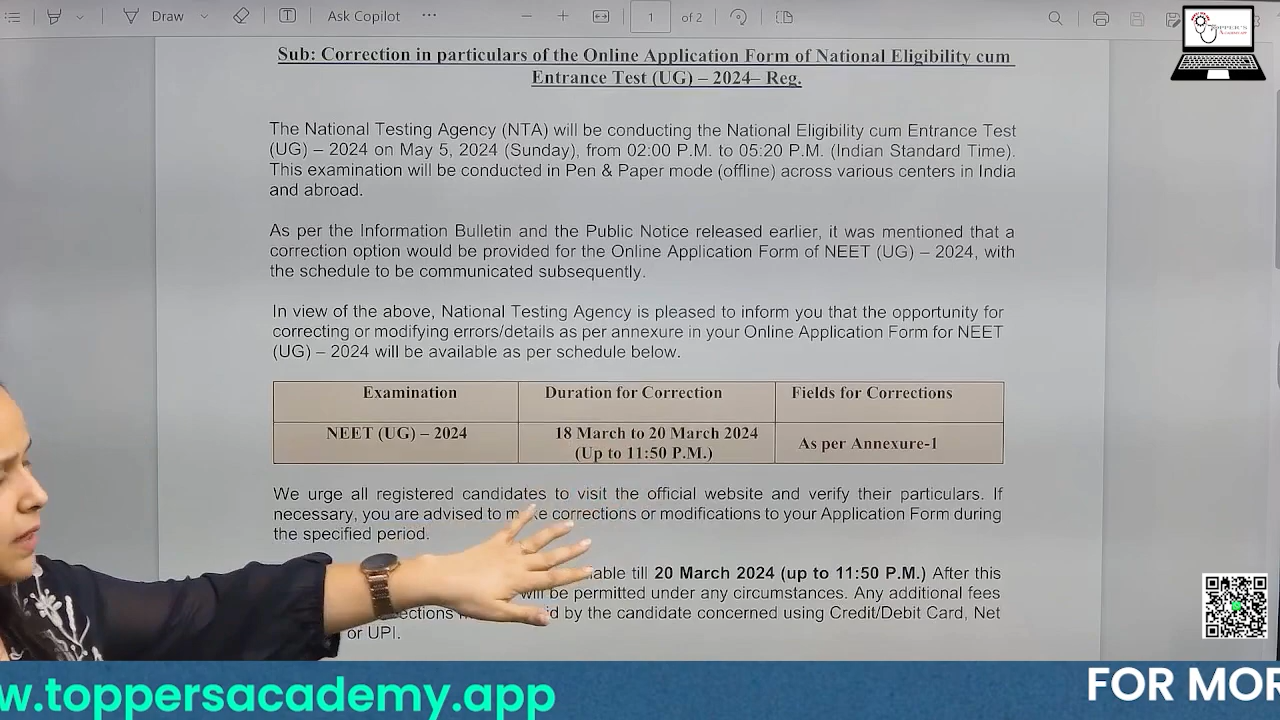 Draw
Ask Copilot
1 of 2
TOPPER'S
Sub: Correction in particulars of the Online Application Form of National Eligibility cum
Entrance Test (UG) – 2024– Reg.
The National Testing Agency (NTA) will be conducting the National Eligibility cum Entrance Test
(UG) – 2024 on May 5, 2024 (Sunday), from 02:00 P.M. to 05:20 P.M. (Indian Standard Time).
This examination will be conducted in Pen & Paper mode (offline) across various centers in India
and abroad.
As per the Information Bulletin and the Public Notice released earlier, it was mentioned that a
correction option would be provided for the Online Application Form of NEET (UG) – 2024, with
the schedule to be communicated subsequently.
In view of the above, National Testing Agency is pleased to inform you that the opportunity for
correcting or modifying errors/details as per annexure in your Online Application Form for NEET
(UG) – 2024 will be available as per schedule below.
Examination Duration for Correction Fields for Corrections
NEET (UG) – 2024 18 March to 20 March 2024 As per Annexure-1
(Up to 11:50 P.M.)
We urge all registered candidates to visit the official website and verify their particulars. If
necessary, you are advised to make corrections or modifications to your Application Form during
the specified period.
till 20 March 2024 (up to 11:50 P.M.) After this
will be permitted under any circumstances. Any additional fees
by the candidate concerned using Credit/Debit Card, Net
or UPI.
w.toppersacademy.app
FOR MOR